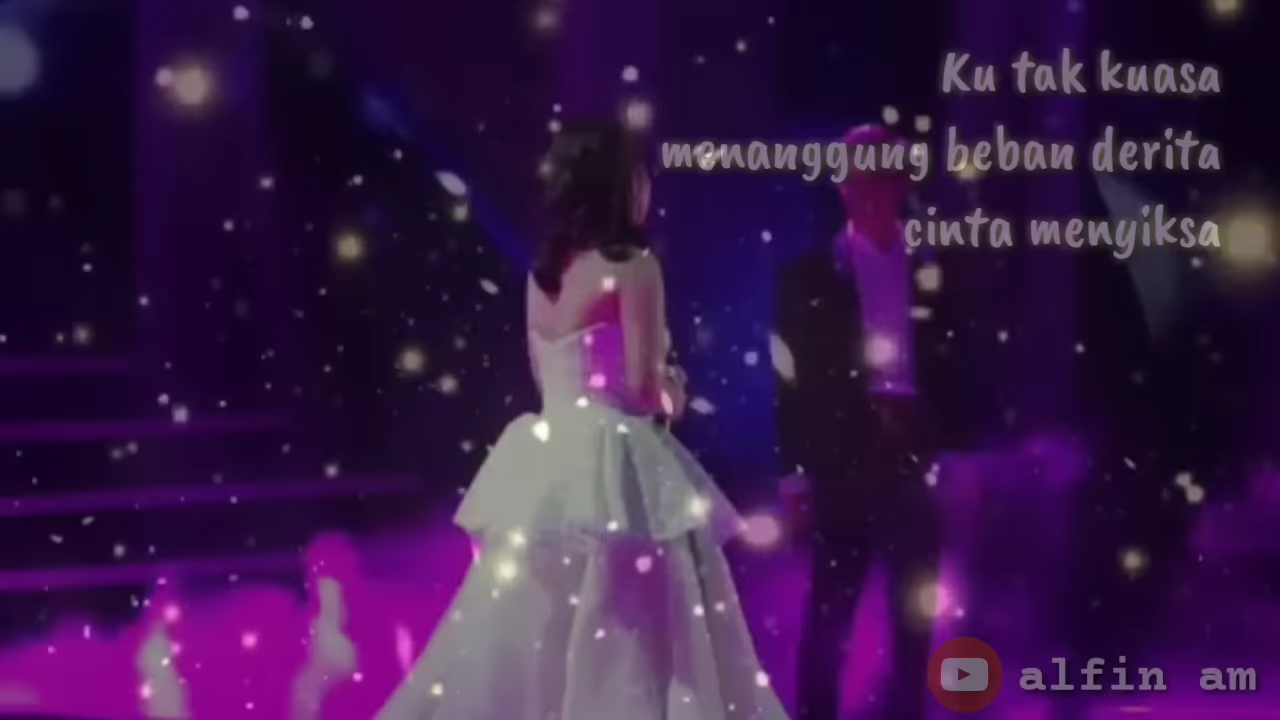 Ku tak kuasa
menanggung beban derita
cinta menyiksa
alfin am